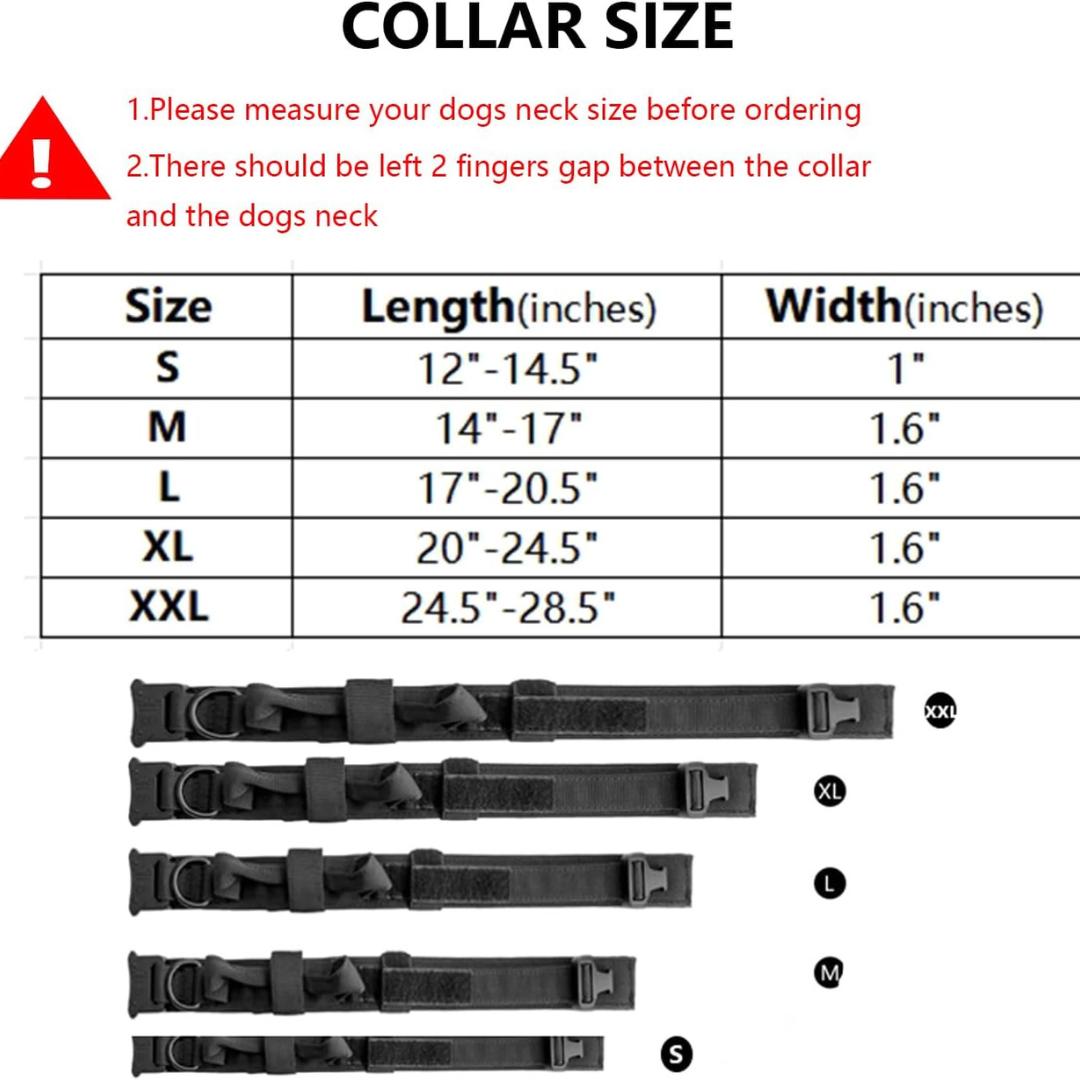 COLLAR SIZE
1.Please measure your dogs neck size before ordering
!
2.There should be left 2 fingers gap between the collar
and the dogs neck
Size Length(inches) Width(inches)
S 12"-14.5" 1"
M 14"-17" 1.6"
L 17"-20.5" 1.6"
XL 20"-24.5" 1.6"
XXL 24.5"-28.5" 1.6"
XXL
XL
L
M
S